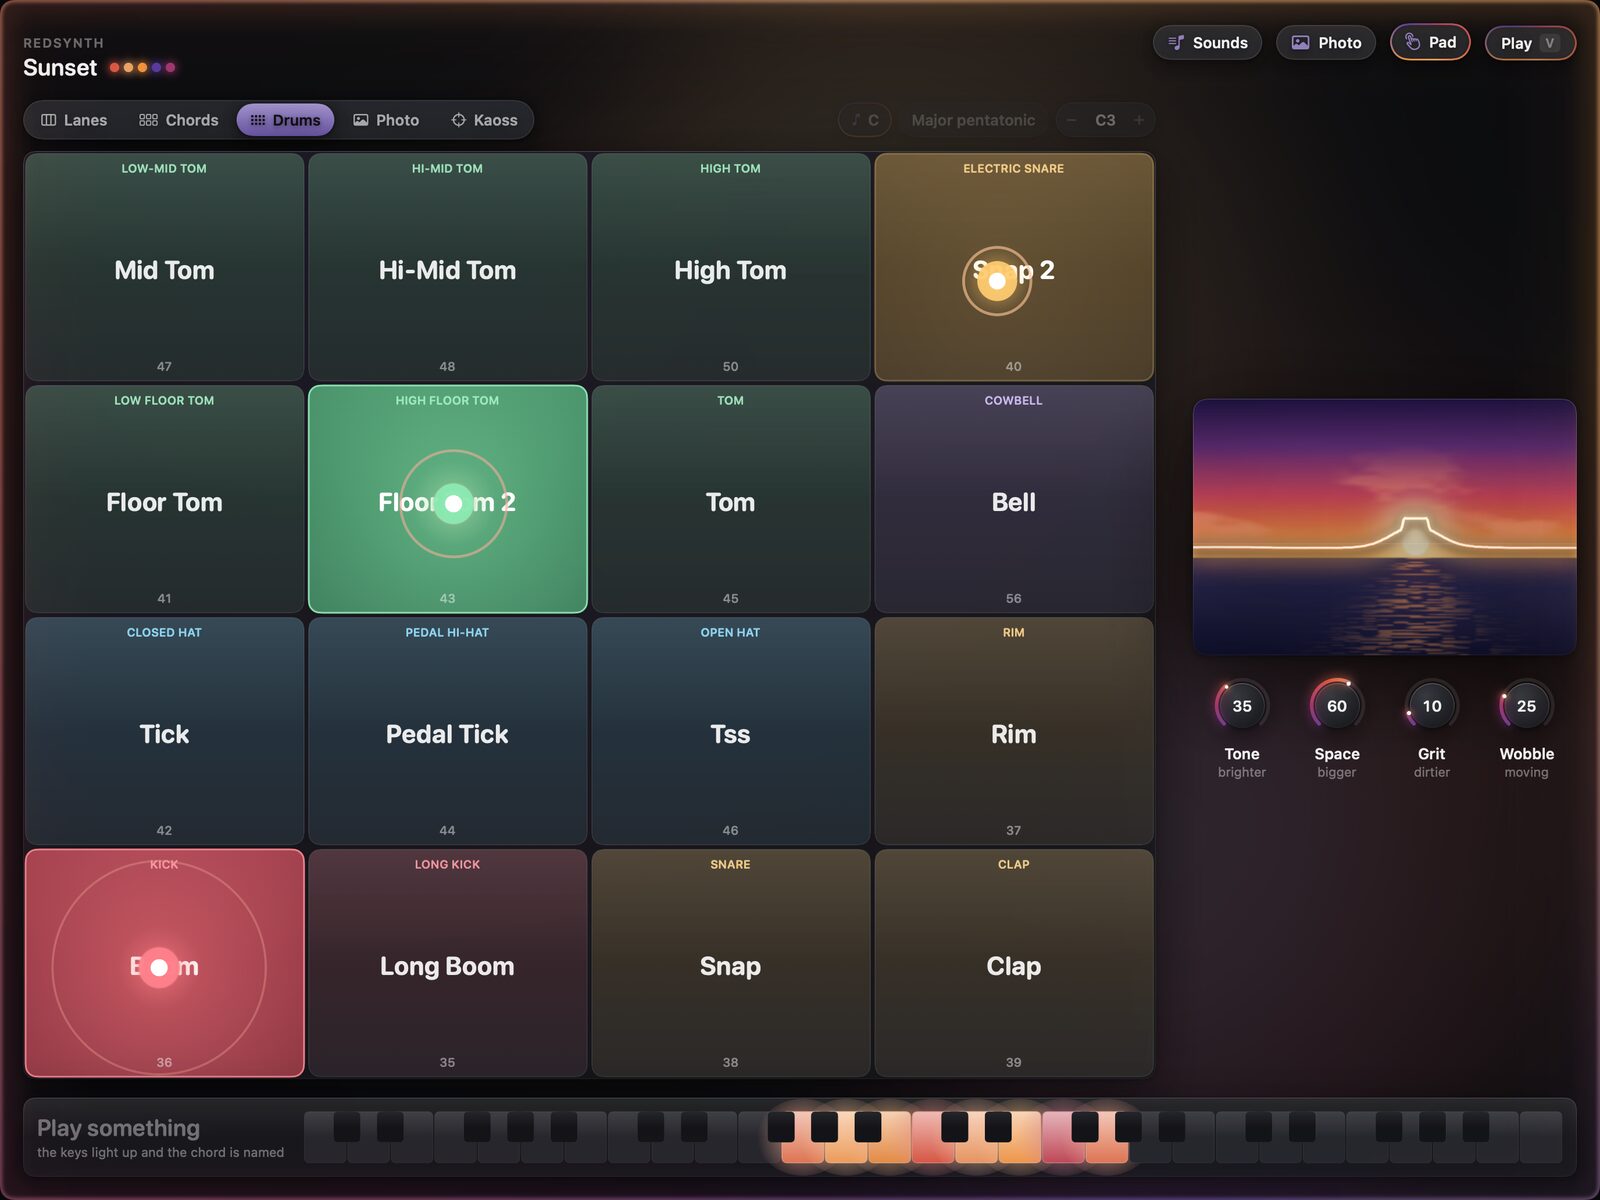 REDSYNTH
Sunset
Sounds
Photo
Pad
Play V
Lanes
Chords
Drums
Photo
Kaoss
C
Major pentatonic
− C3 +
LOW-MID TOM
Mid Tom
47
HI-MID TOM
Hi-Mid Tom
48
HIGH TOM
High Tom
50
ELECTRIC SNARE
Snap 2
40
LOW FLOOR TOM
Floor Tom
41
HIGH FLOOR TOM
Floor Tom 2
43
TOM
Tom
45
COWBELL
Bell
56
CLOSED HAT
Tick
42
PEDAL HI-HAT
Pedal Tick
44
OPEN HAT
Tss
46
RIM
Rim
37
KICK
Boom
36
LONG KICK
Long Boom
35
SNARE
Snap
38
CLAP
Clap
39
35
Tone
brighter
60
Space
bigger
10
Grit
dirtier
25
Wobble
moving
Play something
the keys light up and the chord is named